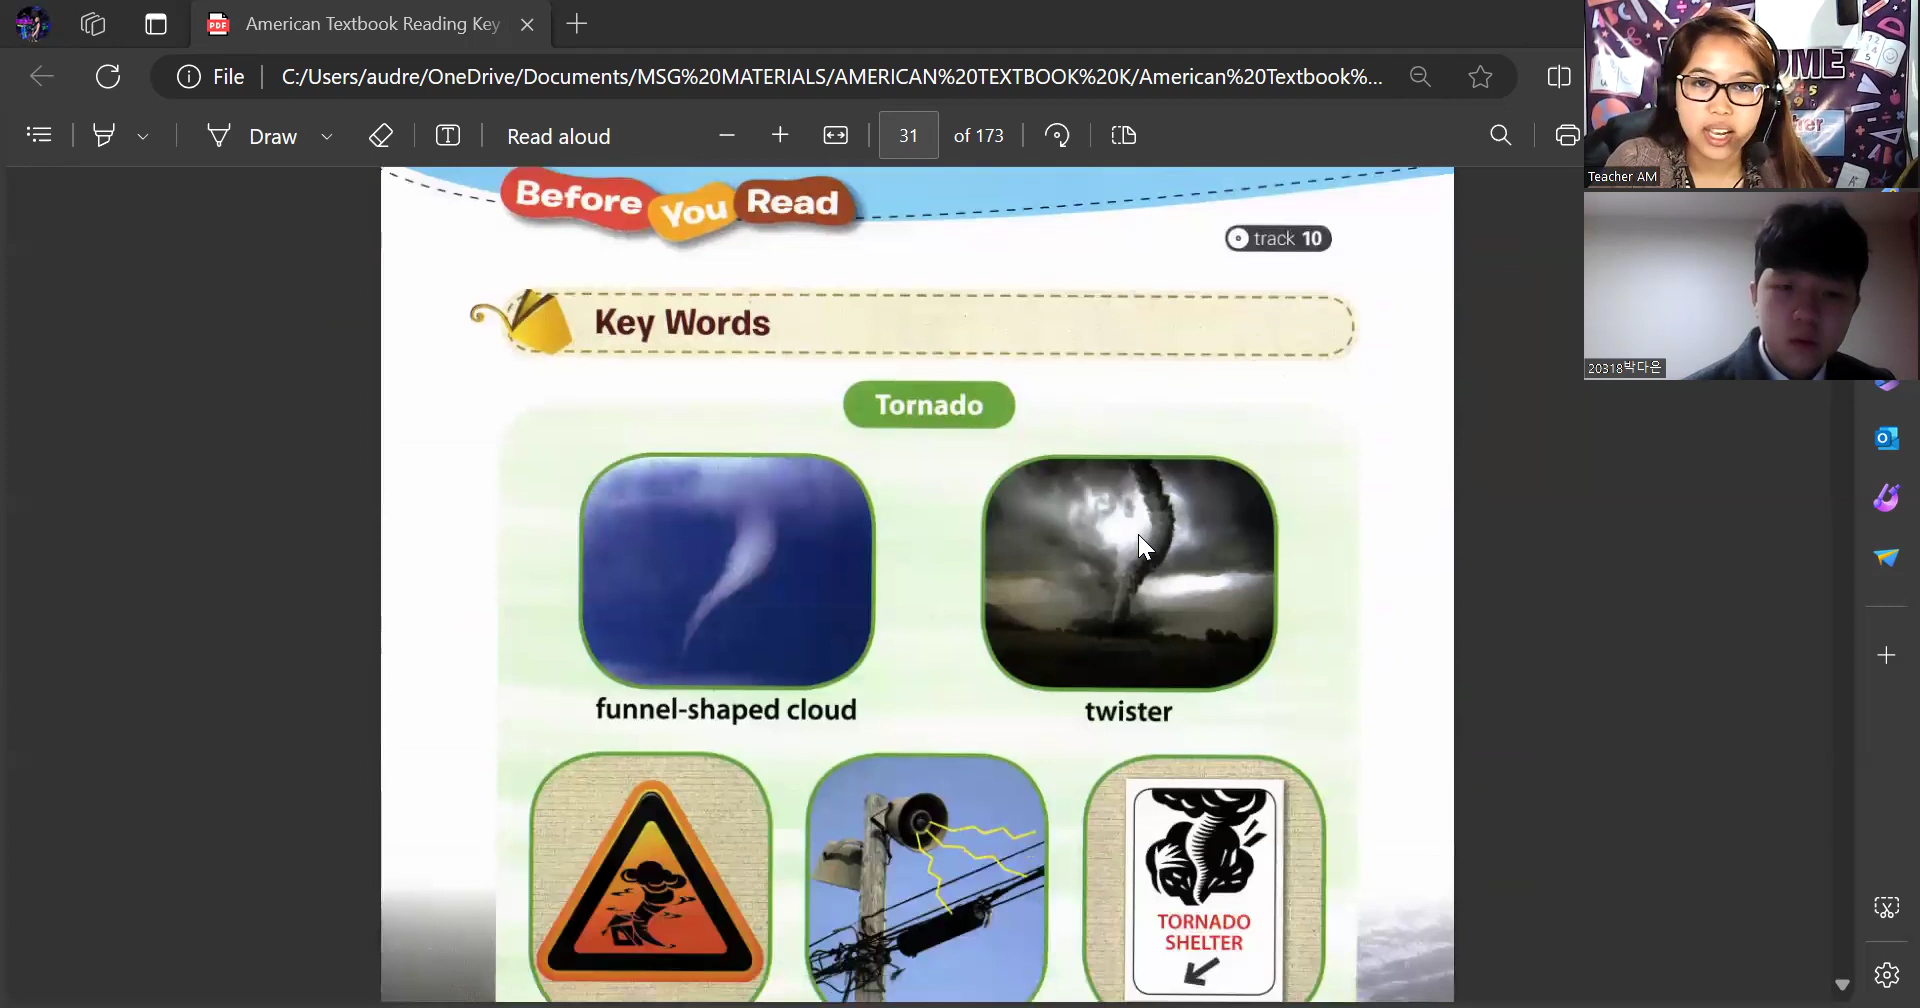 American Textbook Reading Key
File
C:/Users/audre/OneDrive/Documents/MSG%20MATERIALS/AMERICAN%20TEXTBOOK%20K/American%20Textbook%...
Draw
Read aloud
31 of 173
Teacher AM
20318박다은
Before You Read
track 10
Key Words
Tornado
funnel-shaped cloud
twister
TORNADO
SHELTER